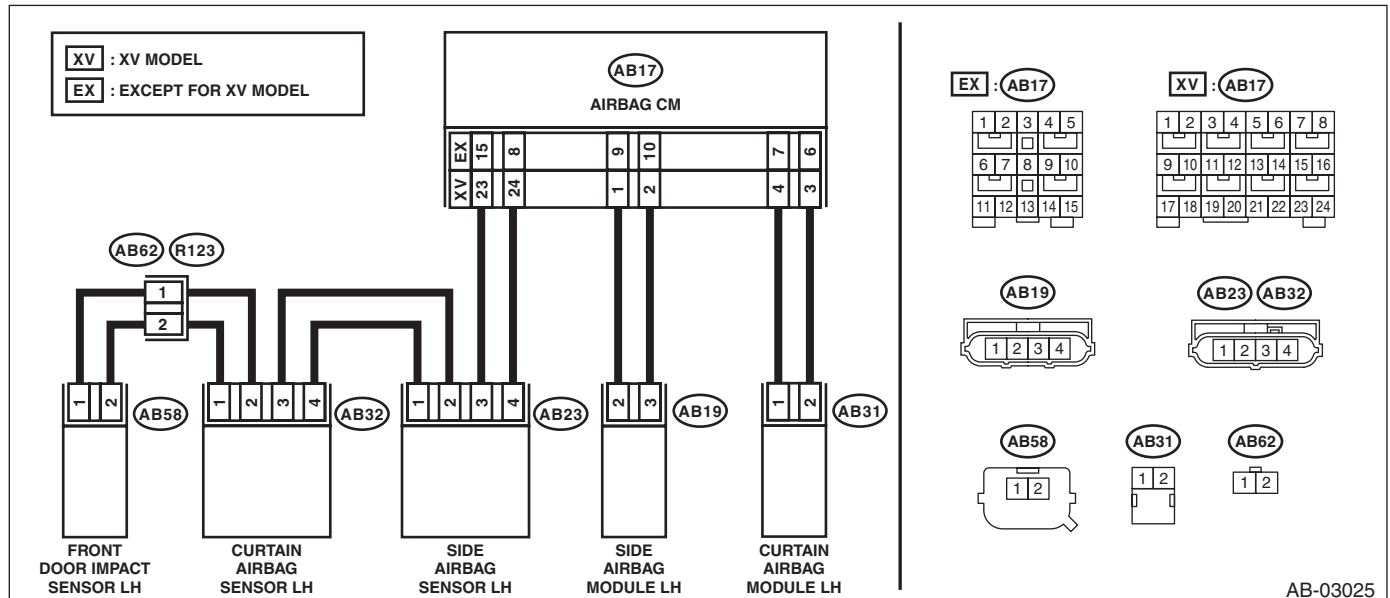 XV : XV MODEL
EX : EXCEPT FOR XV MODEL
AB17
AIRBAG CM
EX 15 8 9 10 7 6
XV 23 24 1 2 4 3
AB62 R123
1
2
1 2 AB58
1 2 3 4 AB32
1 2 3 4 AB23
2 3 AB19
1 2 AB31
FRONT
DOOR IMPACT
SENSOR LH
CURTAIN
AIRBAG
SENSOR LH
SIDE
AIRBAG
SENSOR LH
SIDE
AIRBAG
MODULE LH
CURTAIN
AIRBAG
MODULE LH
EX : AB17
1 2 3 4 5
6 7 8 9 10
11 12 13 14 15
XV : AB17
1 2 3 4 5 6 7 8
9 10 11 12 13 14 15 16
17 18 19 20 21 22 23 24
AB19
1 2 3 4
AB23 AB32
1 2 3 4
AB58
1 2
AB31
1 2
AB62
1 2
AB-03025